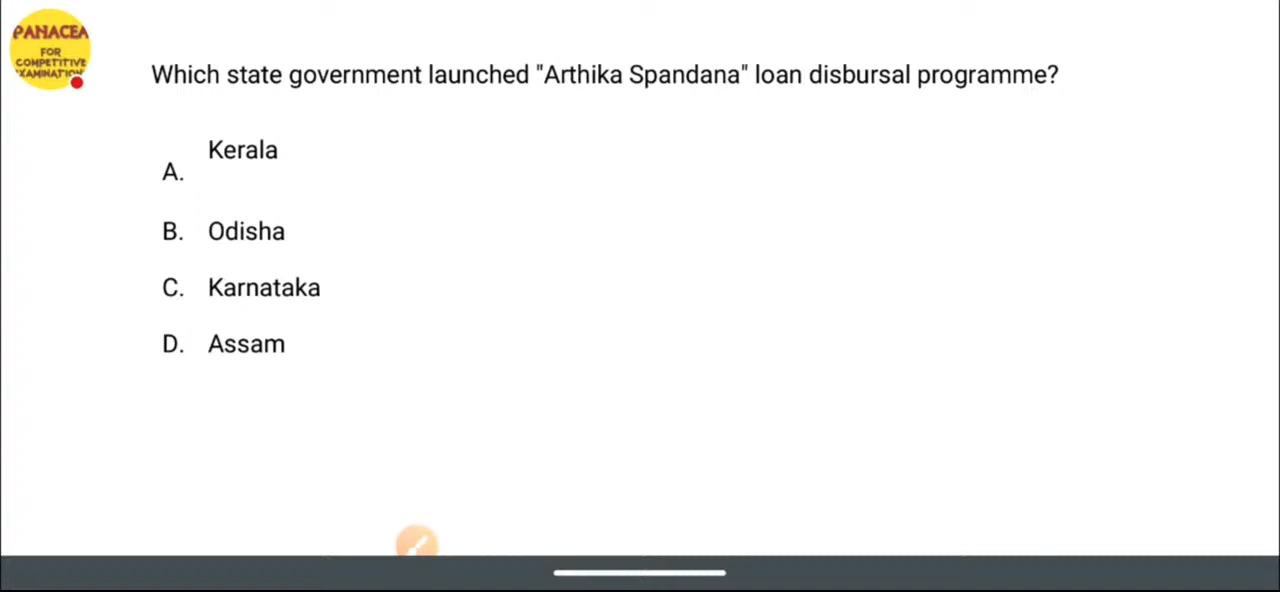 PANACEA
FOR
COMPETITIVE
EXAMINATION
Which state government launched "Arthika Spandana" loan disbursal programme?
Kerala
A.
B. Odisha
C. Karnataka
D. Assam